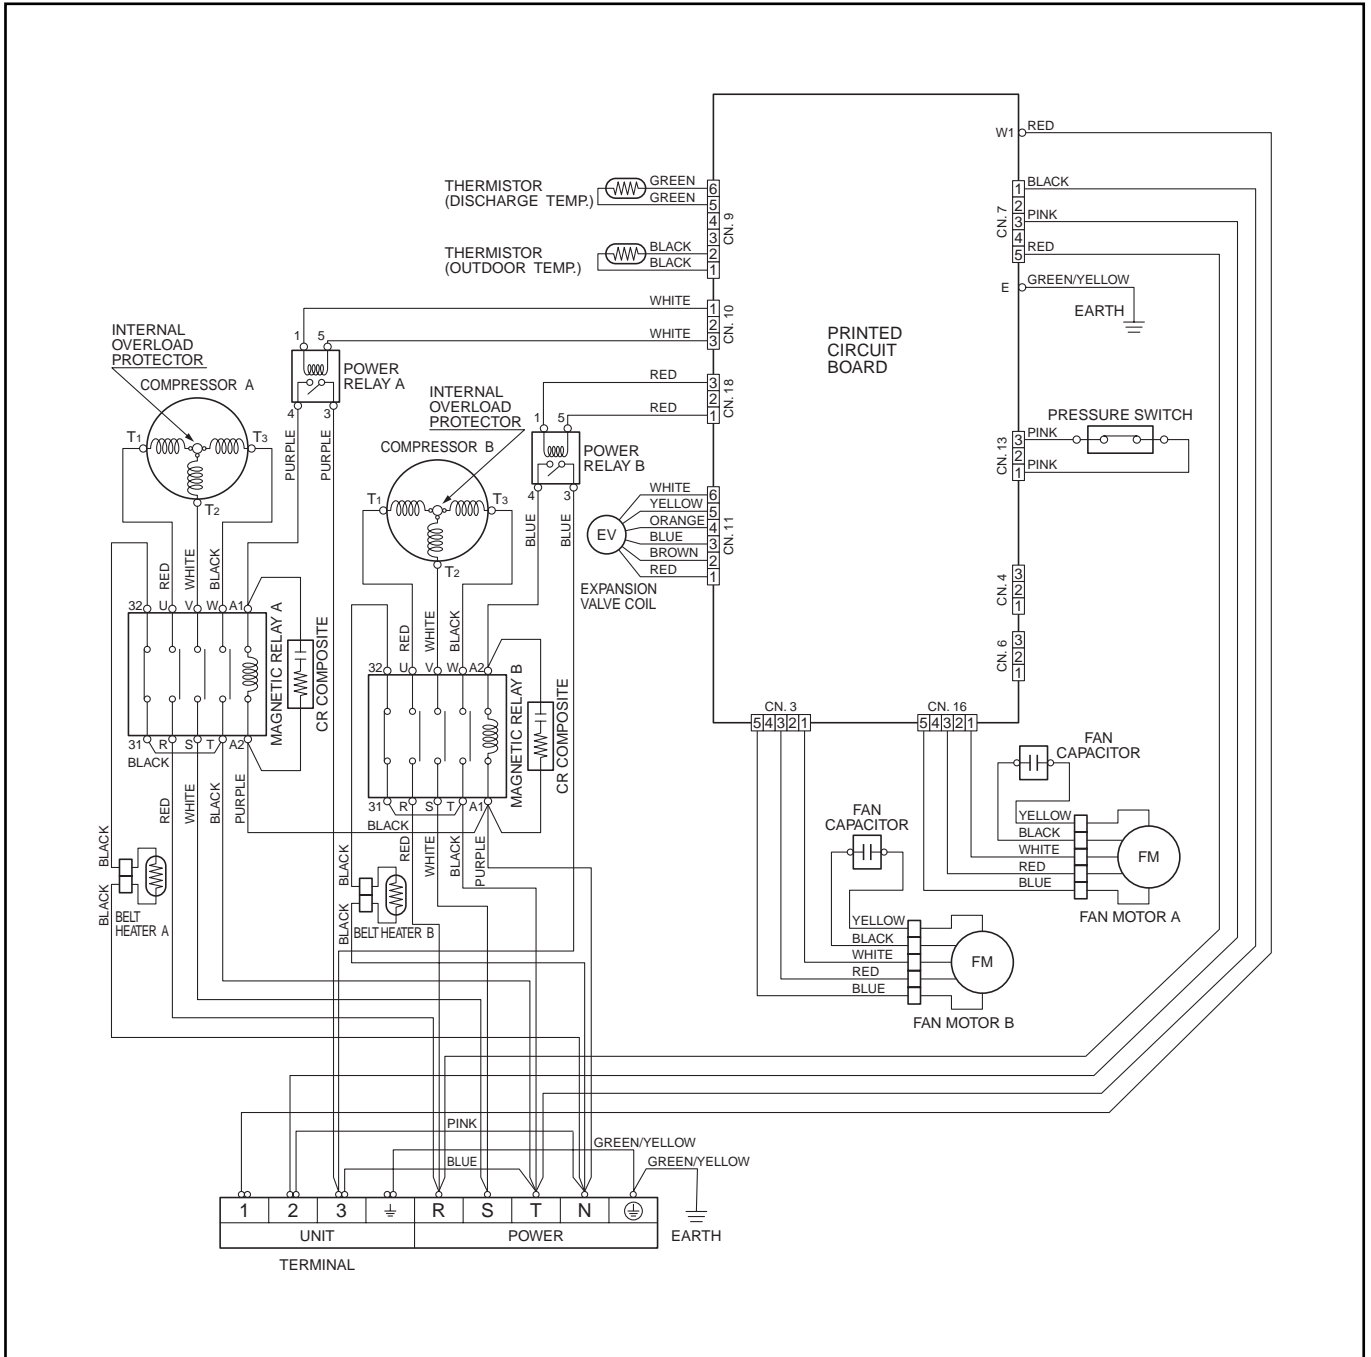 W1 RED
THERMISTOR
(DISCHARGE TEMP.)
GREEN
GREEN
THERMISTOR
(OUTDOOR TEMP.)
BLACK
BLACK
6
5
4
3
2
1
CN. 9
WHITE
WHITE
1
2
3
CN. 10
RED
RED
3
2
1
CN. 18
WHITE
YELLOW
ORANGE
BLUE
BROWN
RED
6
5
4
3
2
1
CN. 11
EV
EXPANSION
VALVE COIL
PRINTED
CIRCUIT
BOARD
CN. 7
1
2
3
4
5
BLACK
PINK
RED
E
GREEN/YELLOW
EARTH
PRESSURE SWITCH
CN. 13
3
2
1
PINK
PINK
CN. 4
3
2
1
CN. 6
3
2
1
CN. 3
5 4 3 2 1
CN. 16
5 4 3 2 1
INTERNAL
OVERLOAD
PROTECTOR
COMPRESSOR A
T1
T3
T2
1 5
POWER
RELAY A
4 3
PURPLE
PURPLE
INTERNAL
OVERLOAD
PROTECTOR
COMPRESSOR B
T1
T3
T2
1 5
POWER
RELAY B
4 3
BLUE
BLUE
RED
WHITE
BLACK
32 U V W A1
MAGNETIC RELAY A
CR COMPOSITE
31 R S T A2
BLACK
RED
WHITE
BLACK
PURPLE
RED
WHITE
BLACK
32 U V W A2
MAGNETIC RELAY B
CR COMPOSITE
31 R S T A1
BLACK
RED
WHITE
BLACK
PURPLE
BLACK
BLACK
BELT
HEATER A
BLACK
BLACK
BELT HEATER B
FAN
CAPACITOR
YELLOW
BLACK
WHITE
RED
BLUE
FM
FAN MOTOR A
FAN
CAPACITOR
YELLOW
BLACK
WHITE
RED
BLUE
FM
FAN MOTOR B
PINK
GREEN/YELLOW
BLUE
GREEN/YELLOW
1 2 3 R S T N
UNIT POWER
EARTH
TERMINAL